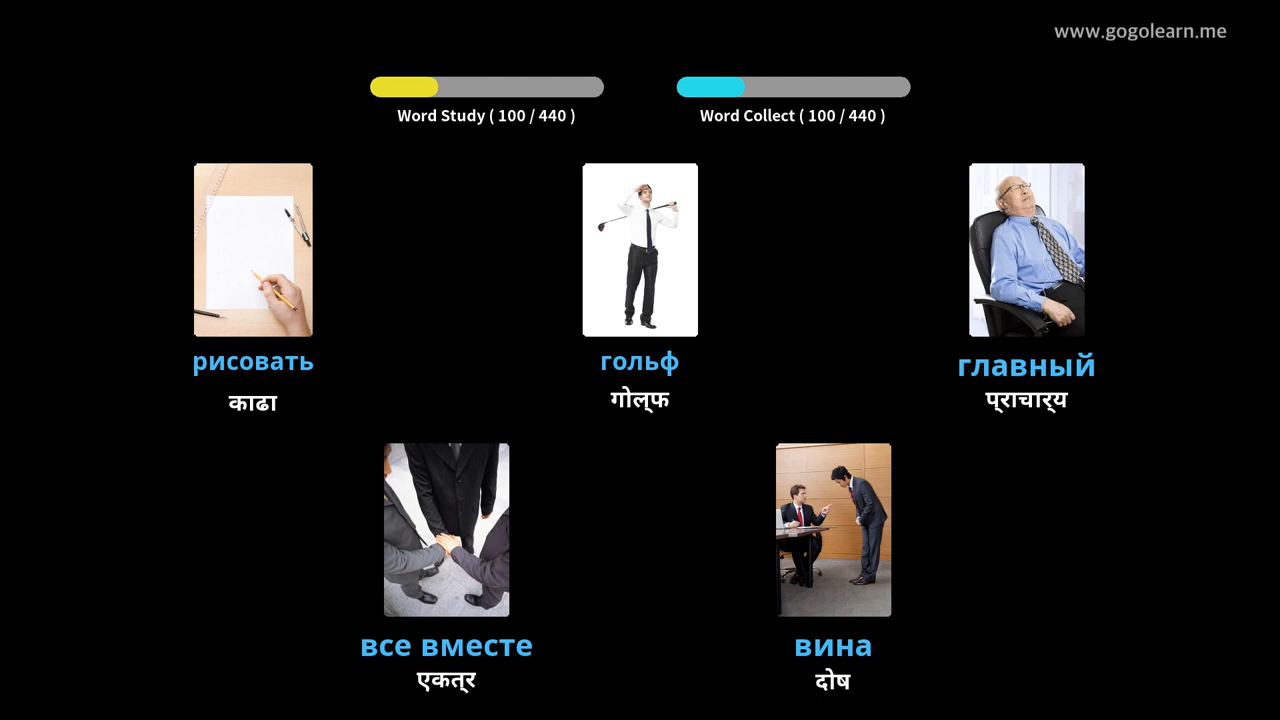 www.gogolearn.me
Word Study ( 100 / 440 )
Word Collect ( 100 / 440 )
рисовать
काढा
гольф
गोल्फ
главный
प्राचार्य
все вместе
एकत्र
вина
दोष